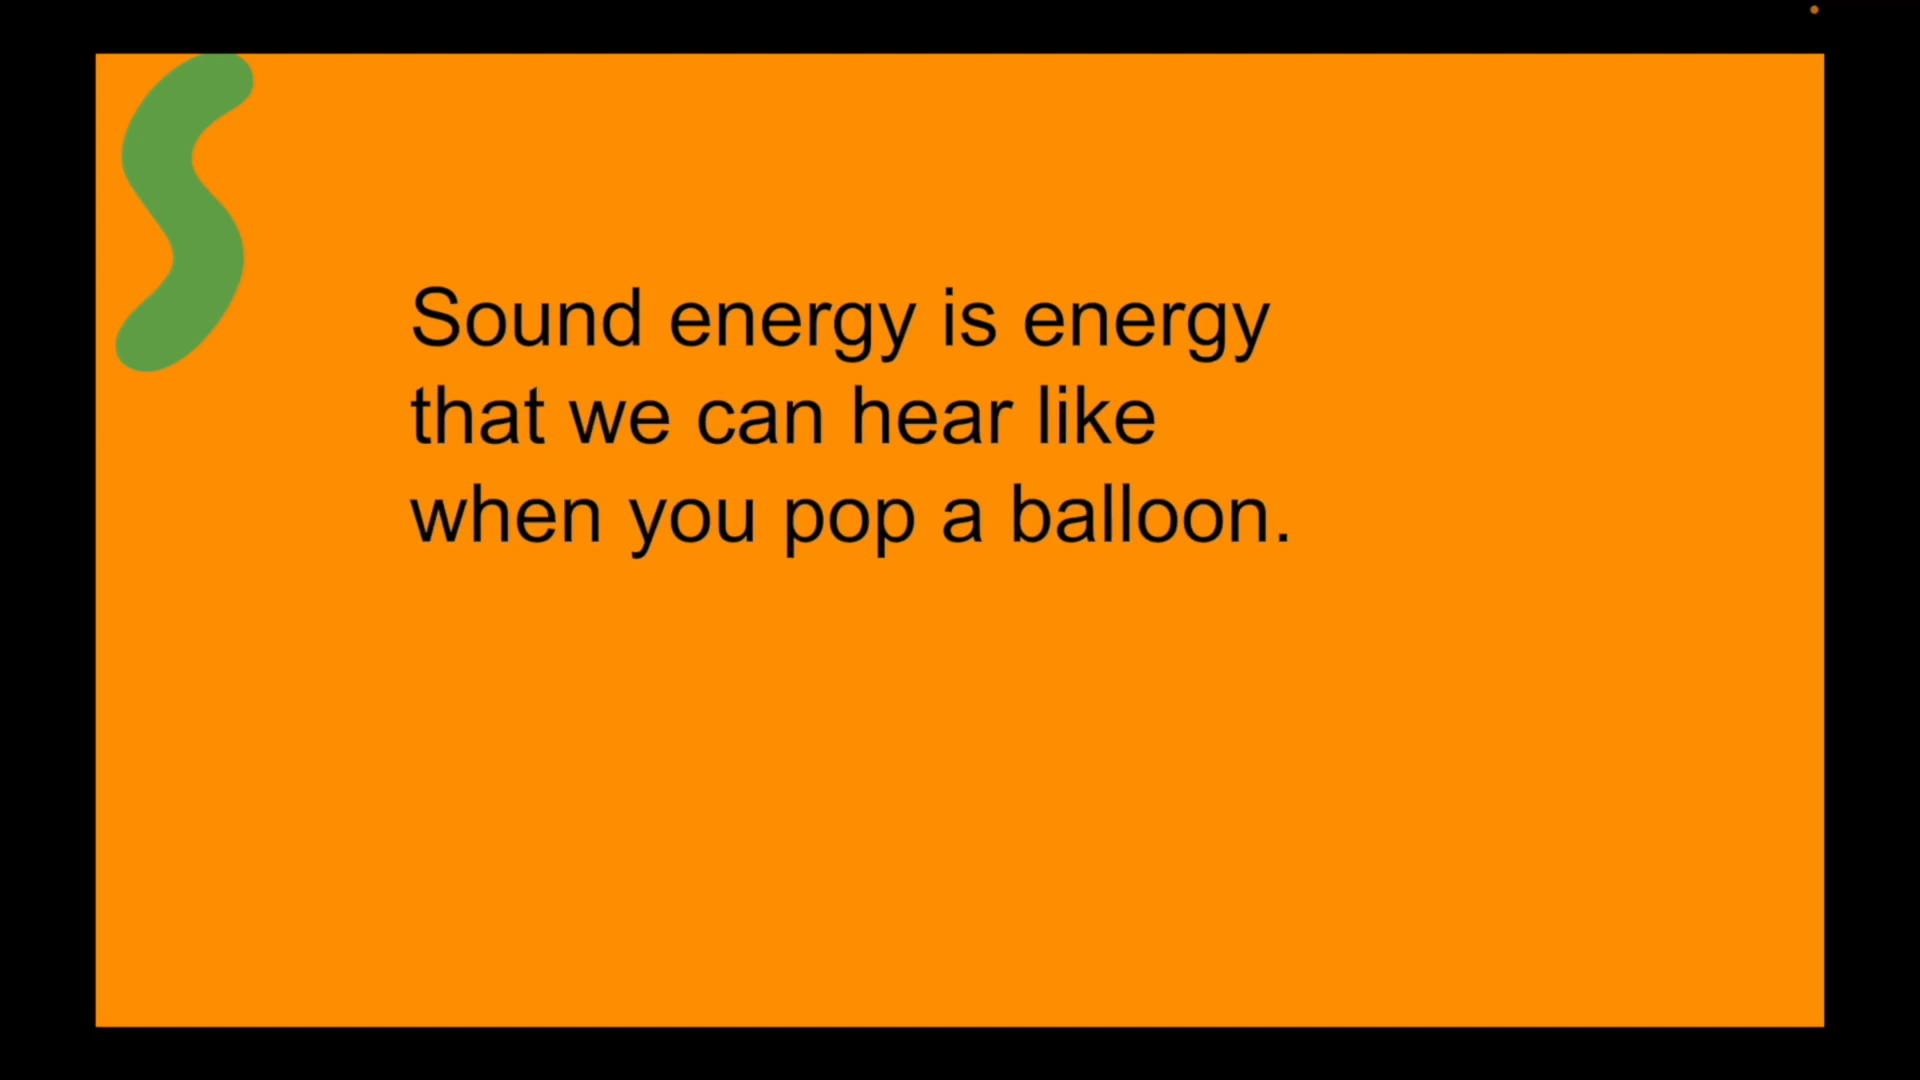 Sound energy is energy
that we can hear like
when you pop a balloon.